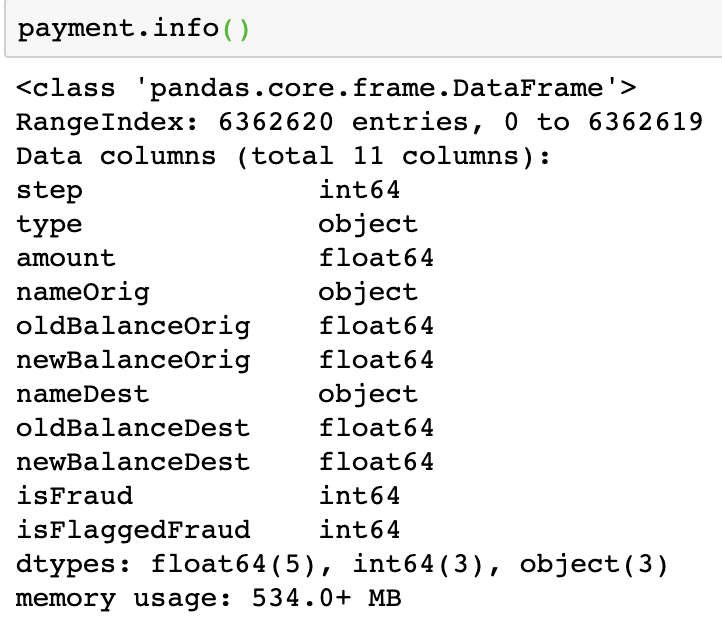 payment.info()
<class 'pandas.core.frame.DataFrame'>
RangeIndex: 6362620 entries, 0 to 6362619
Data columns (total 11 columns):
step              int64
type              object
amount            float64
nameOrig          object
oldBalanceOrig    float64
newBalanceOrig    float64
nameDest          object
oldBalanceDest    float64
newBalanceDest    float64
isFraud           int64
isFlaggedFraud    int64
dtypes: float64(5), int64(3), object(3)
memory usage: 534.0+ MB